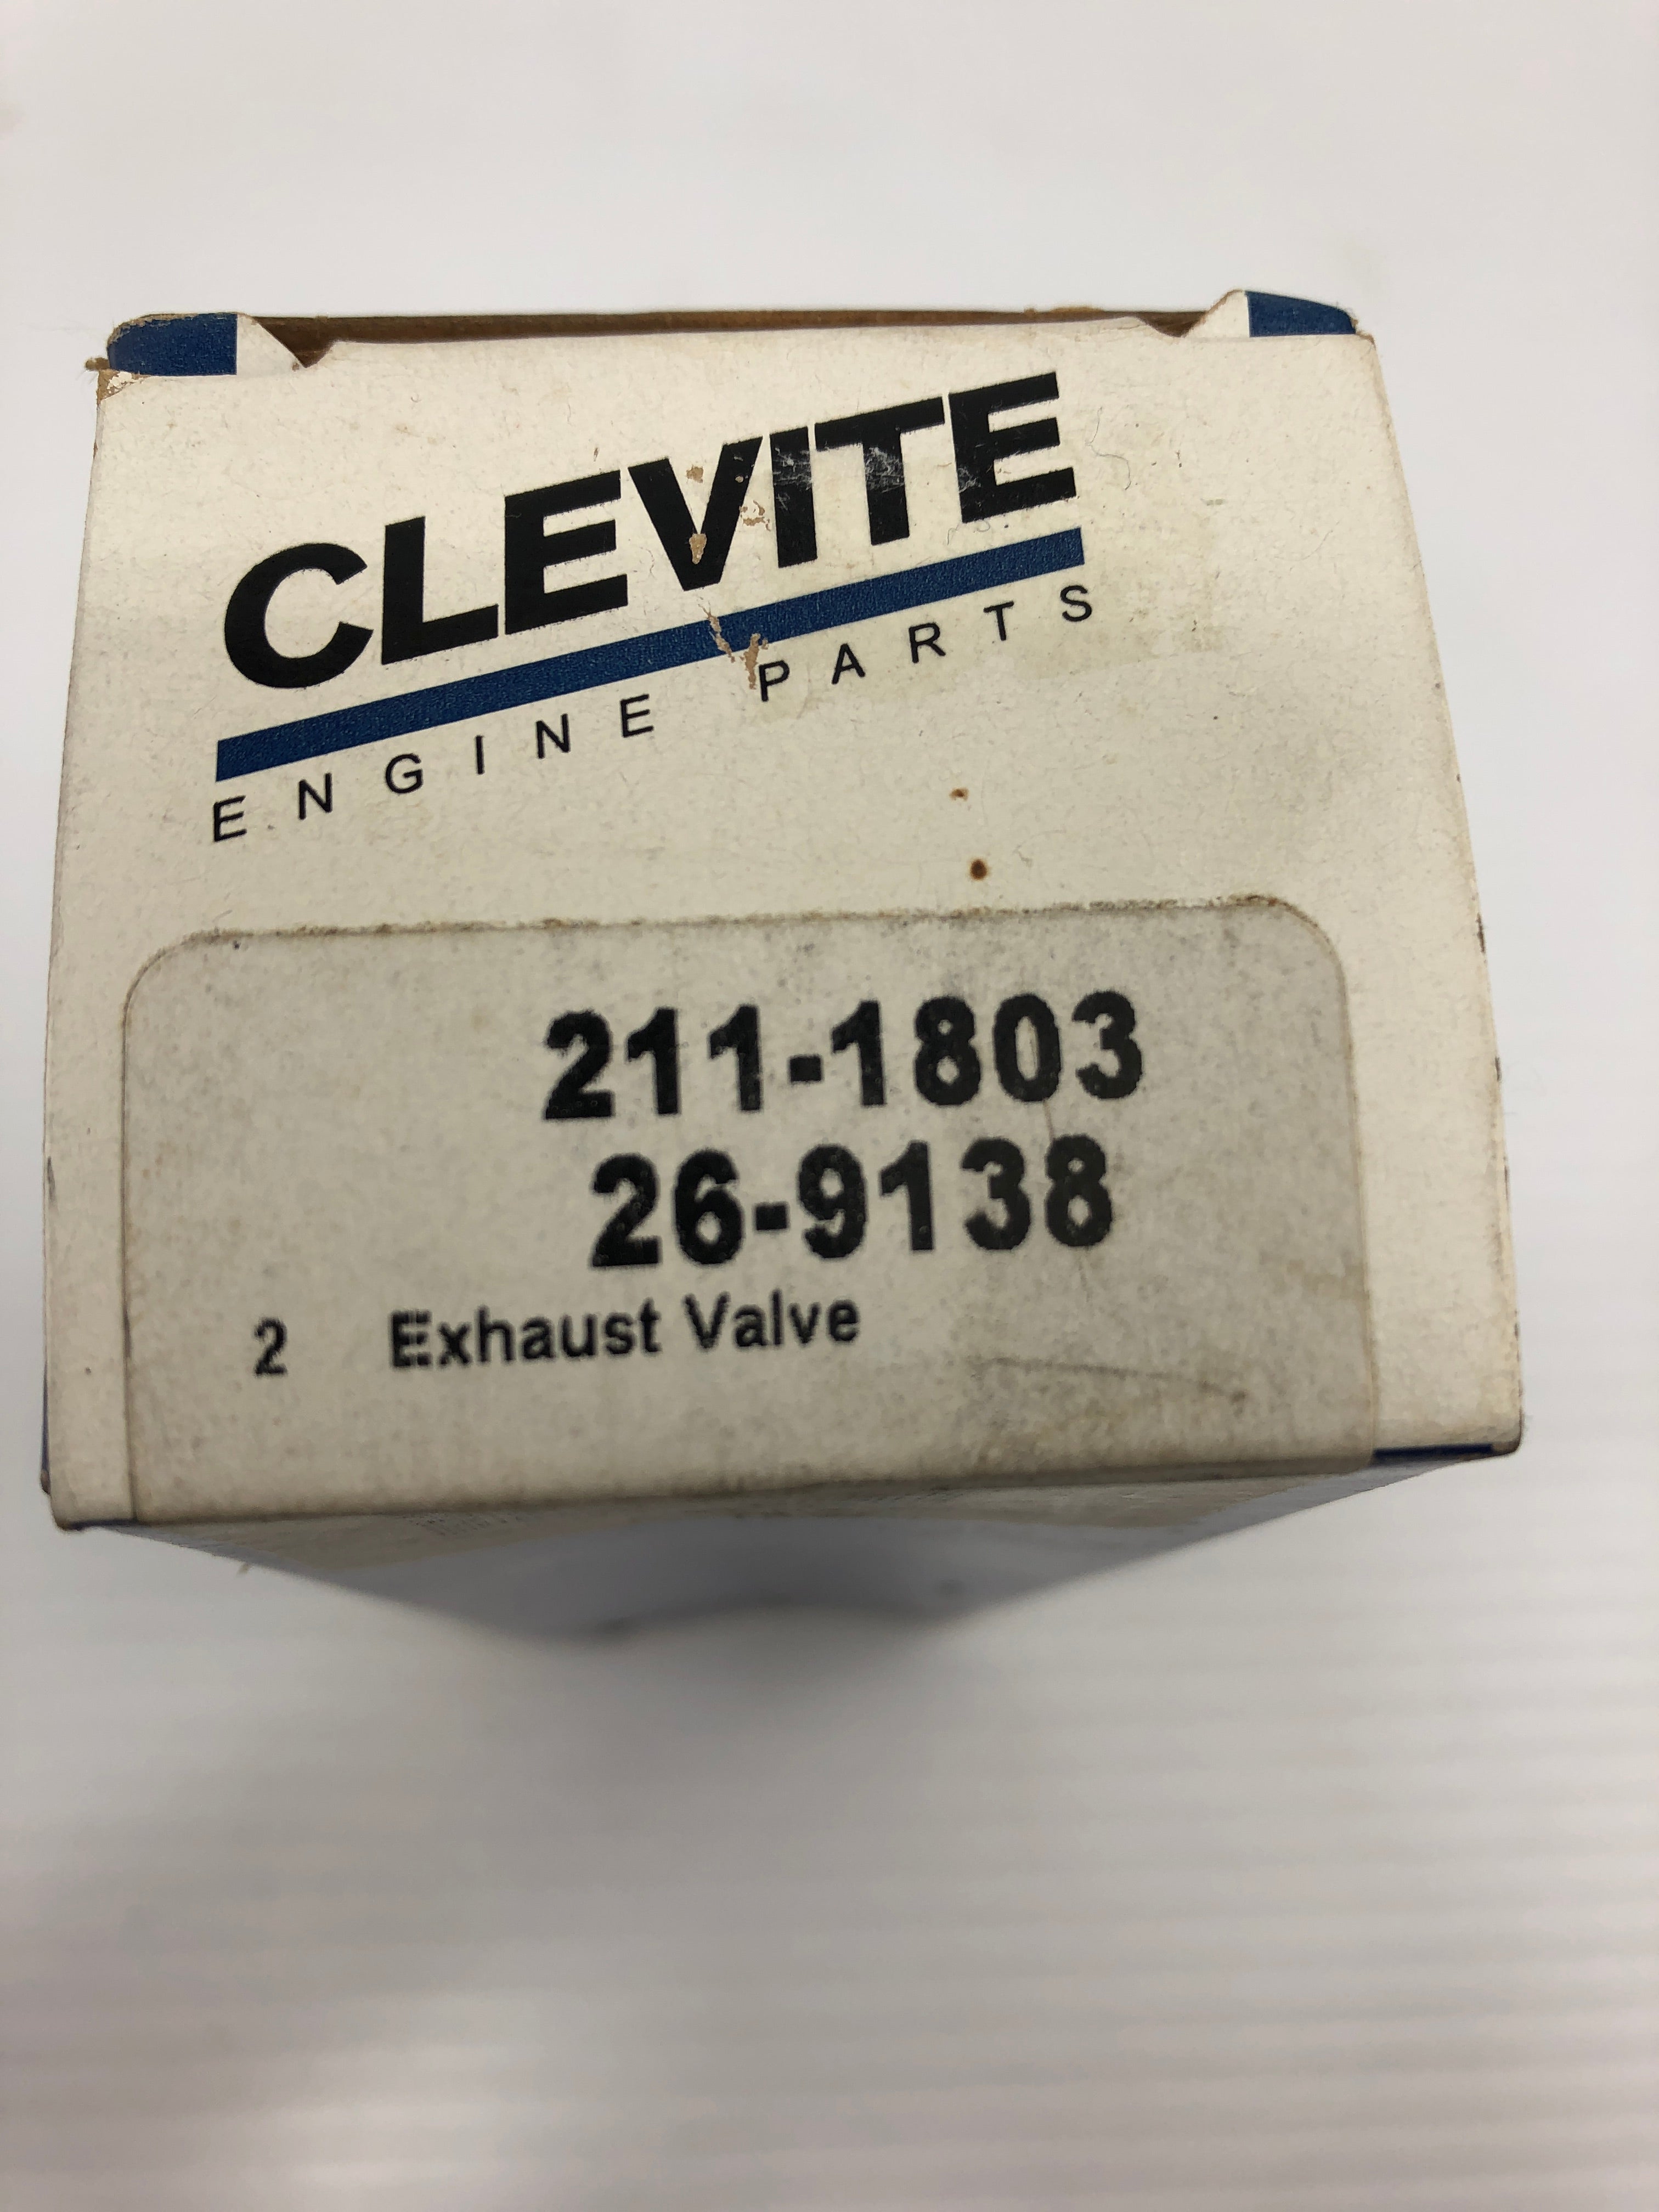 CLEVITE
ENGINE PARTS
211-1803
26-9138
2 Exhaust Valve